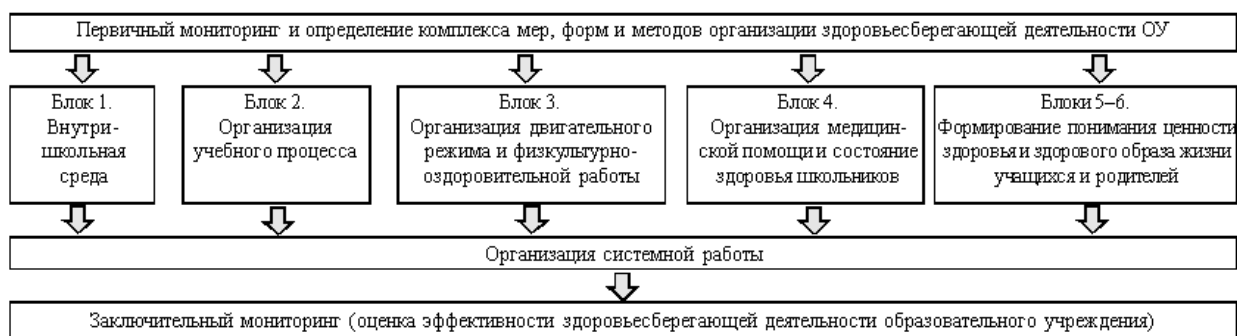 Первичный мониторинг и определение комплекса мер, форм и методов организации здоровьесберегающей деятельности ОУ
Блок 1.
Внутри-
школьная
среда
Блок 2.
Организация
учебного процесса
Блок 3.
Организация двигательного
режима и физкультурно-
оздоровительной работы
Блок 4.
Организация медицин-
ской помощи и состояние
здоровья школьников
Блоки 5–6.
Формирование понимания ценности
здоровья и здорового образа жизни
учащихся и родителей
Организация системной работы
Заключительный мониторинг (оценка эффективности здоровьесберегающей деятельности образовательного учреждения)